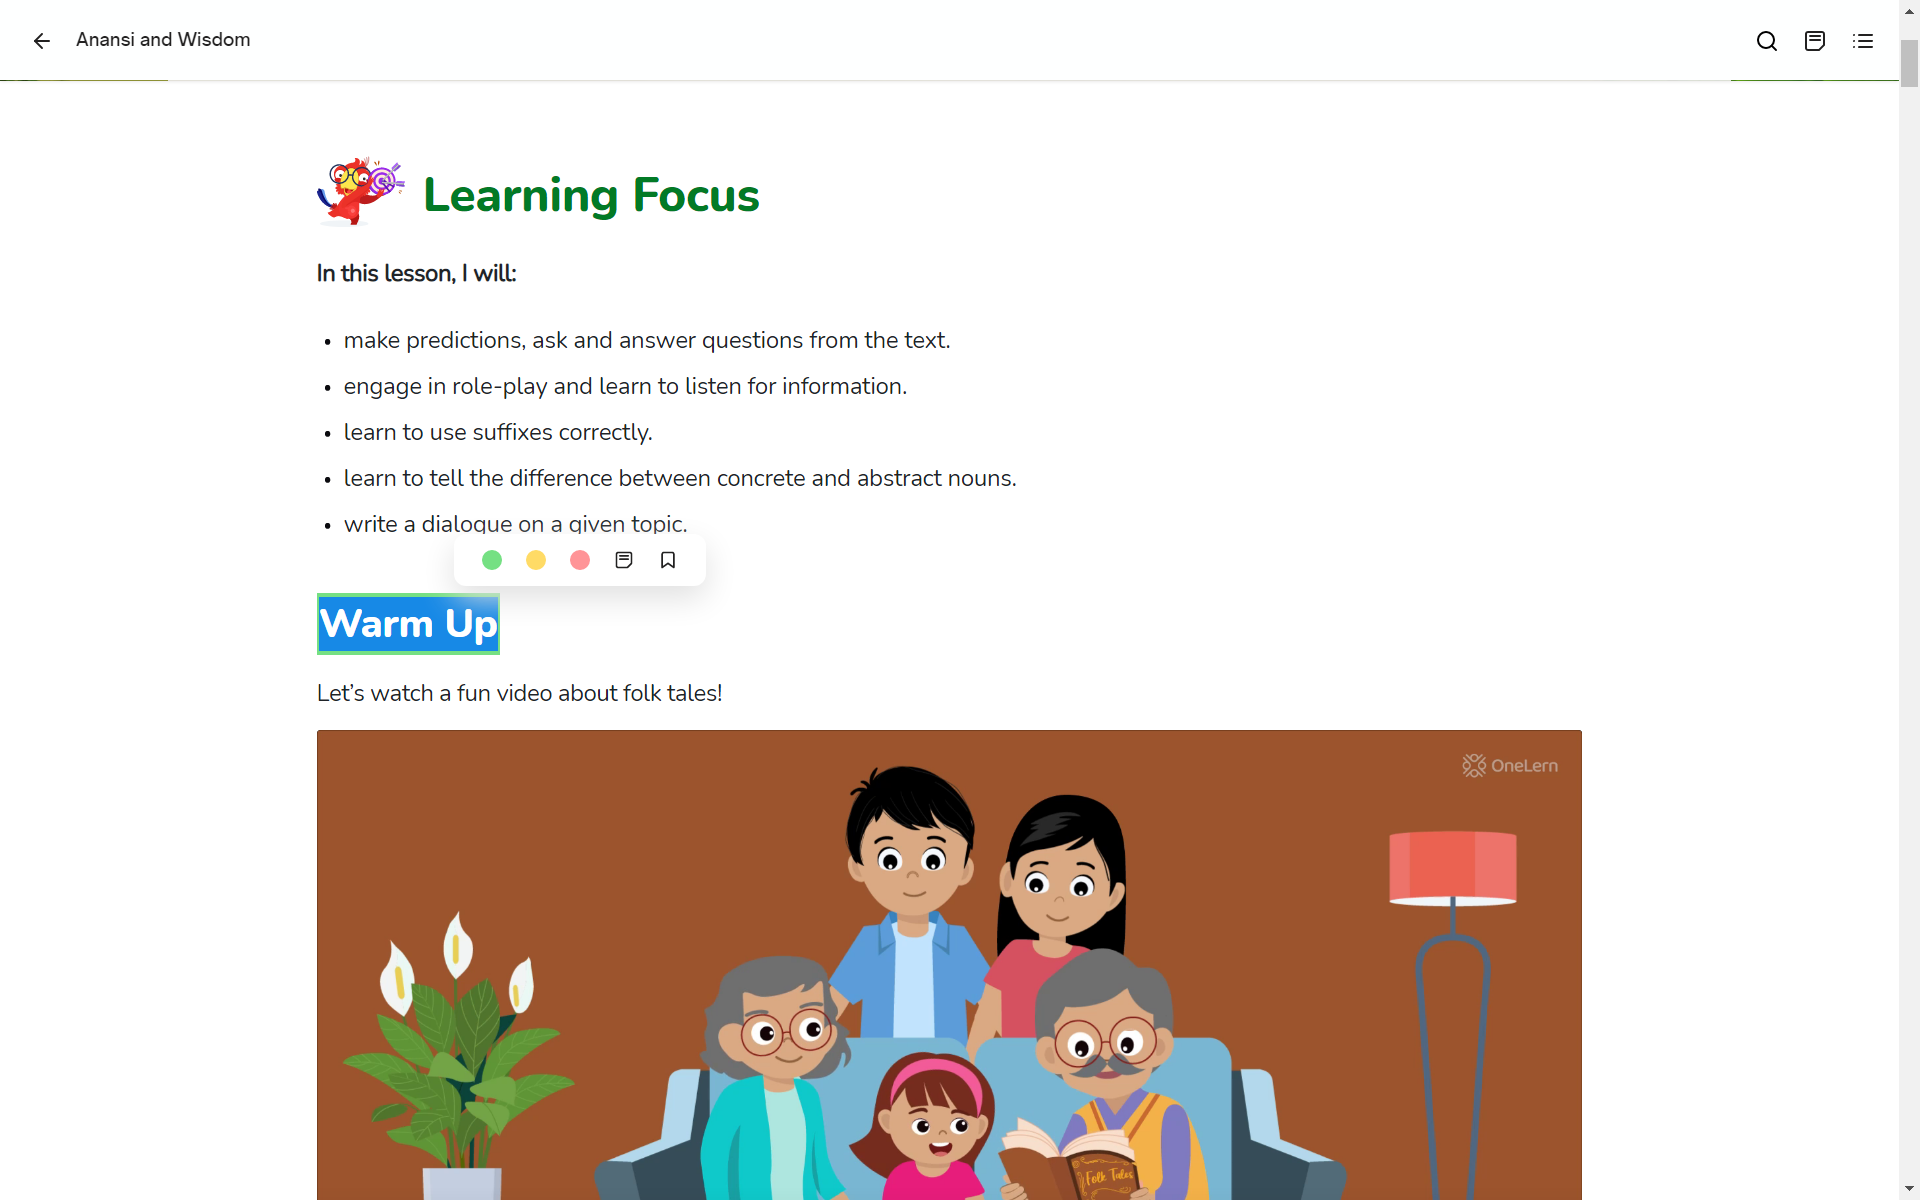 Anansi and Wisdom
Learning Focus
In this lesson, I will:
• make predictions, ask and answer questions from the text.
• engage in role-play and learn to listen for information.
• learn to use suffixes correctly.
• learn to tell the difference between concrete and abstract nouns.
• write a dialogue on a given topic.
Warm Up
Let’s watch a fun video about folk tales!
OneLern
Folk Tales